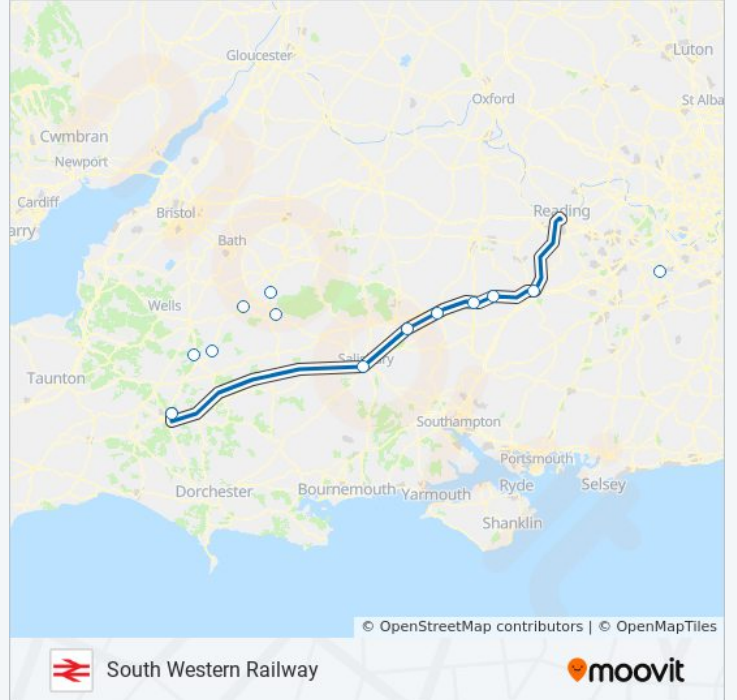 Gloucester
Luton
Oxford
St Alba
Cwmbran
Newport
Cardiff
arry
Bristol
Reading
Bath
Wells
Salisbury
Taunton
Southampton
Portsmouth
Dorchester
Bournemouth
Yarmouth
Ryde
Selsey
Shanklin
© OpenStreetMap contributors | © OpenMapTiles
South Western Railway
moovit